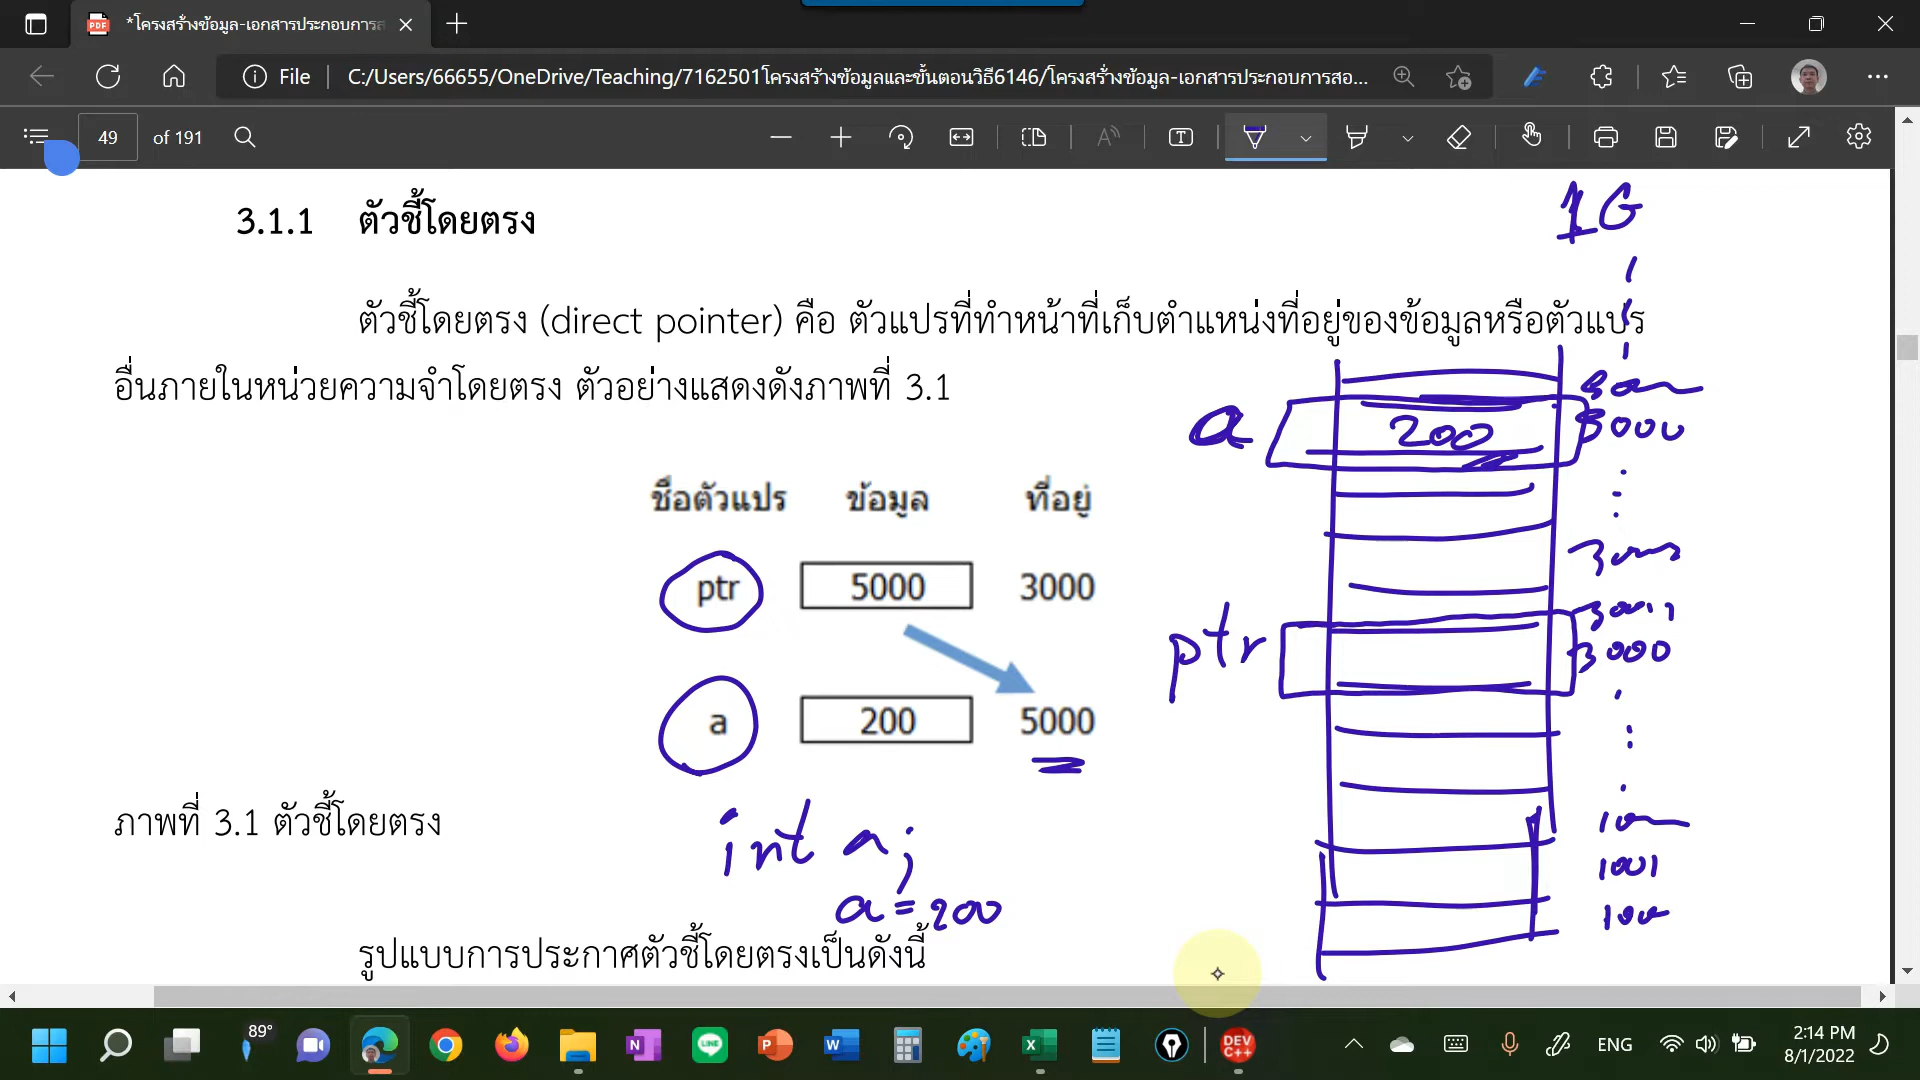 *โครงสร้างข้อมูล-เอกสารประกอบการส
File
C:/Users/66655/OneDrive/Teaching/7162501โครงสร้างข้อมูลและขั้นตอนวิธี6146/โครงสร้างข้อมูล-เอกสารประกอบการสอ...
49 of 191
3.1.1 ตัวชี้โดยตรง
1G
ตัวชี้โดยตรง (direct pointer) คือ ตัวแปรที่ทำหน้าที่เก็บตำแหน่งที่อยู่ของข้อมูลหรือตัวแปร
อื่นภายในหน่วยความจำโดยตรง ตัวอย่างแสดงดังภาพที่ 3.1
a 200 5000
ชื่อตัวแปร ข้อมูล ที่อยู่
ptr 5000 3000
ptr 3000
a 200 5000
ภาพที่ 3.1 ตัวชี้โดยตรง
int a;
1001
a = 200
รูปแบบการประกาศตัวชี้โดยตรงเป็นดังนี้
89°
DEV C++
ENG
2:14 PM
8/1/2022